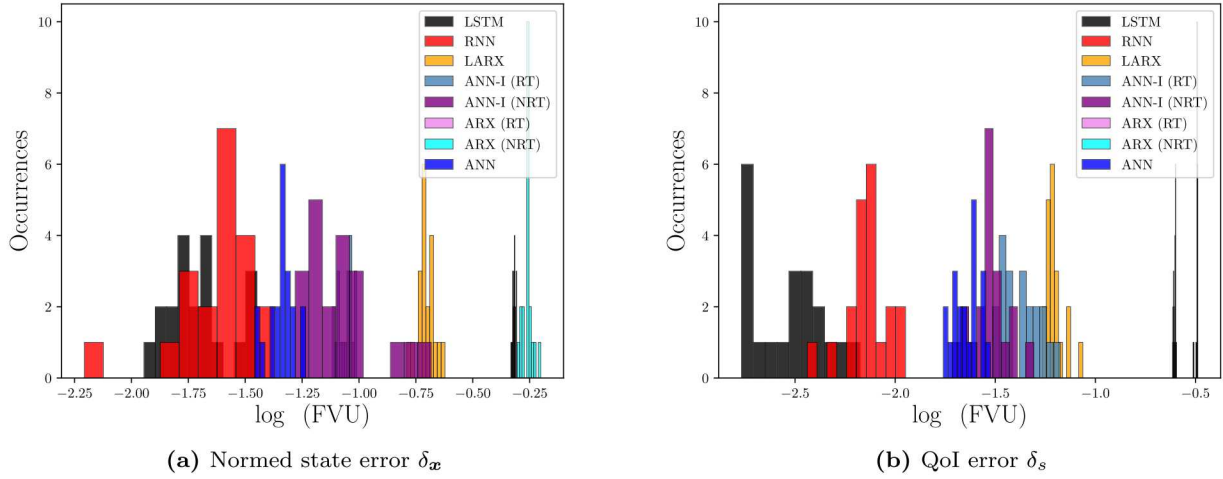 10
8
6
4
2
0
Occurrences
−2.25
−2.00
−1.75
−1.50
−1.25
−1.00
−0.75
−0.50
−0.25
log (FVU)
LSTM
RNN
LARX
ANN-I (RT)
ANN-I (NRT)
ARX (RT)
ARX (NRT)
ANN
(a) Normed state error δ𝒙
10
8
6
4
2
0
Occurrences
−2.5
−2.0
−1.5
−1.0
−0.5
log (FVU)
LSTM
RNN
LARX
ANN-I (RT)
ANN-I (NRT)
ARX (RT)
ARX (NRT)
ANN
(b) QoI error δs